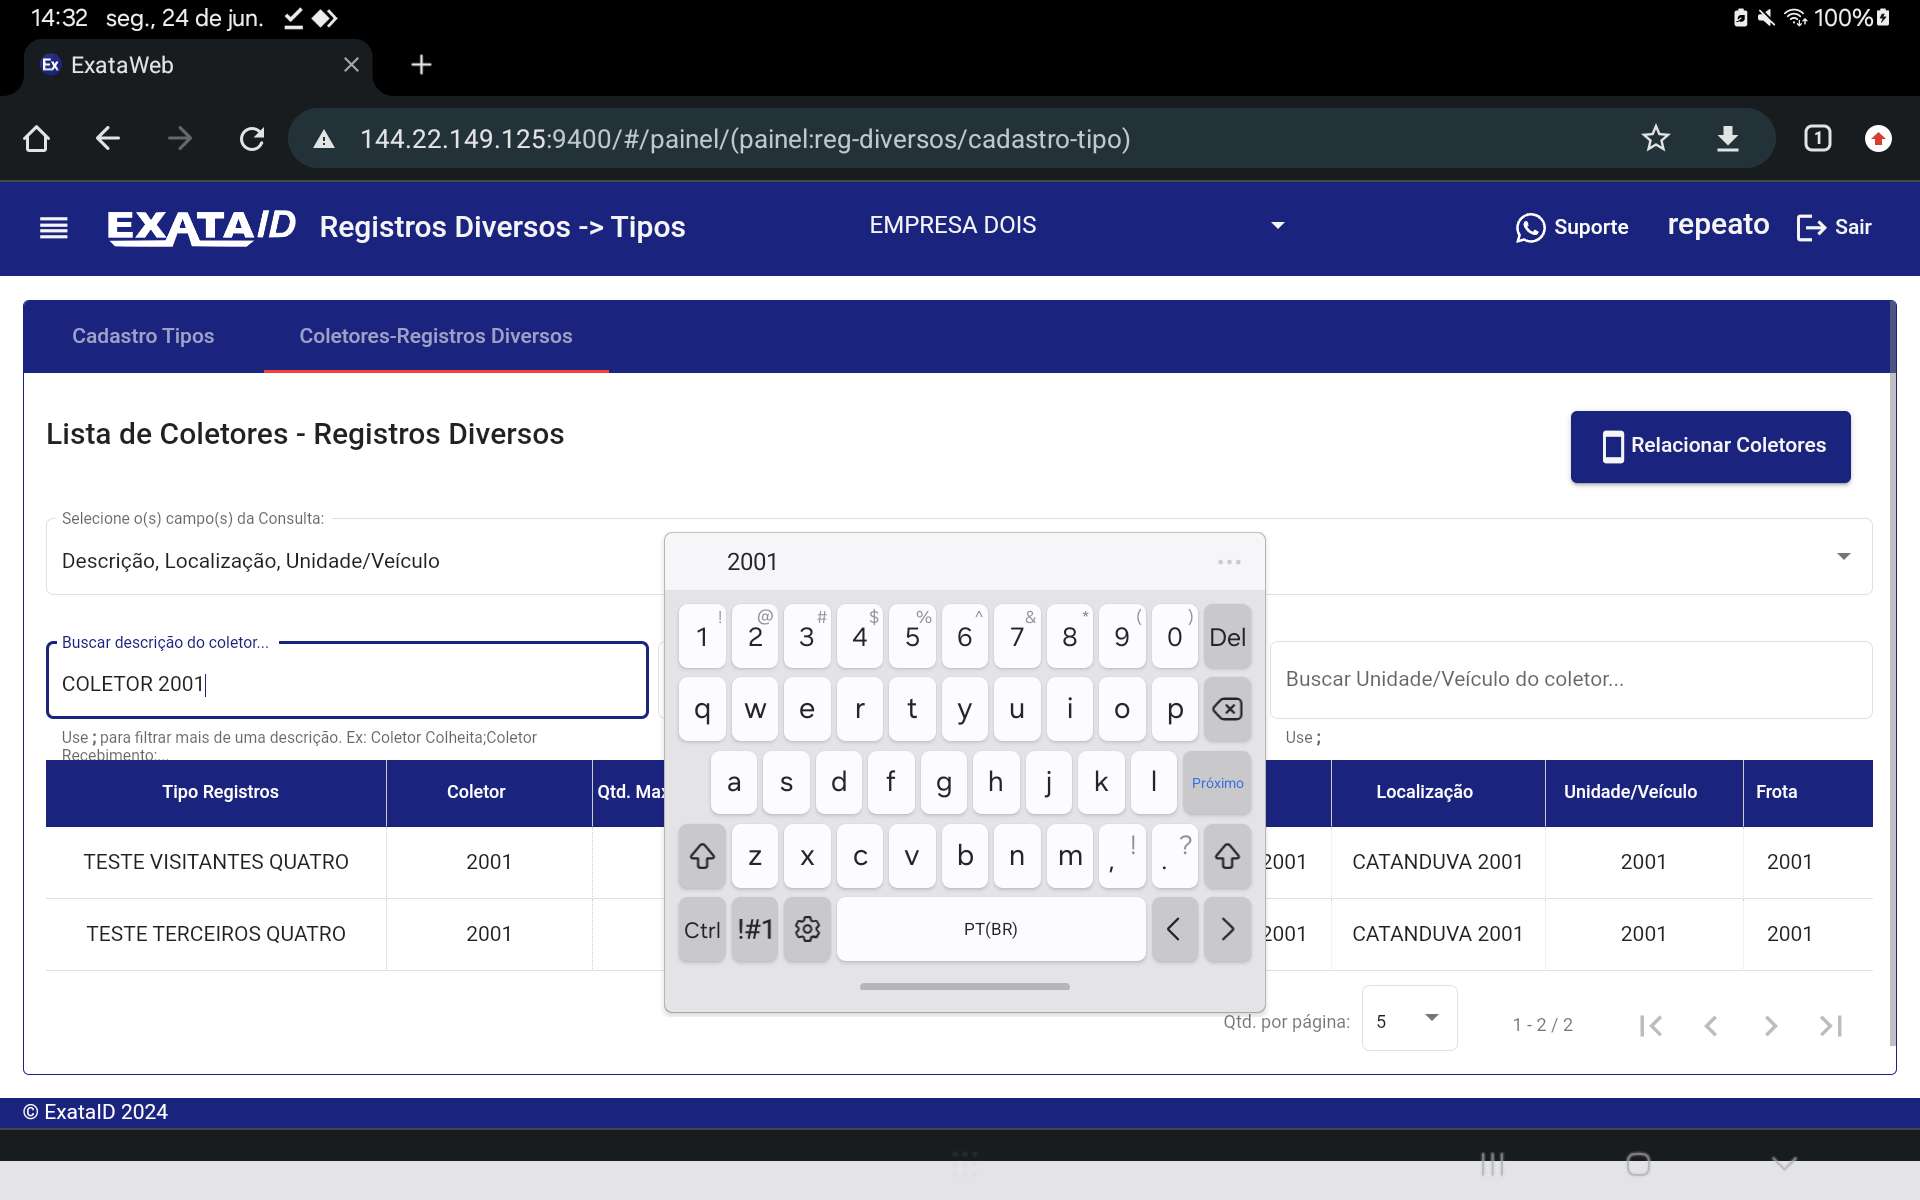 14:32 seg., 24 de jun. 100%
Ex ExataWeb
144.22.149.125:9400/#/painel/(painel:reg-diversos/cadastro-tipo) 1
EXATA ID Registros Diversos -> Tipos EMPRESA DOIS Suporte repeato Sair
Cadastro Tipos Coletores-Registros Diversos
Lista de Coletores - Registros Diversos Relacionar Coletores
Selecione o(s) campo(s) da Consulta:
Descrição, Localização, Unidade/Veículo
Buscar descrição do coletor...
COLETOR 2001
Buscar Unidade/Veículo do coletor...
Use ; para filtrar mais de uma descrição. Ex: Coletor Colheita;Coletor
Recebimento;...
Use ;
Tipo Registros Coletor Qtd. Max Localização Unidade/Veículo Frota
TESTE VISITANTES QUATRO 2001 2001 CATANDUVA 2001 2001 2001
TESTE TERCEIROS QUATRO 2001 2001 CATANDUVA 2001 2001 2001
Qtd. por página: 5 1 - 2 / 2
2001 ...
! @ # $ % ^ & * ( )
1 2 3 4 5 6 7 8 9 0 Del
q w e r t y u i o p
a s d f g h j k l Próximo
z x c v b n m , ! . ?
Ctrl !#1 PT(BR) < >
© ExataID 2024